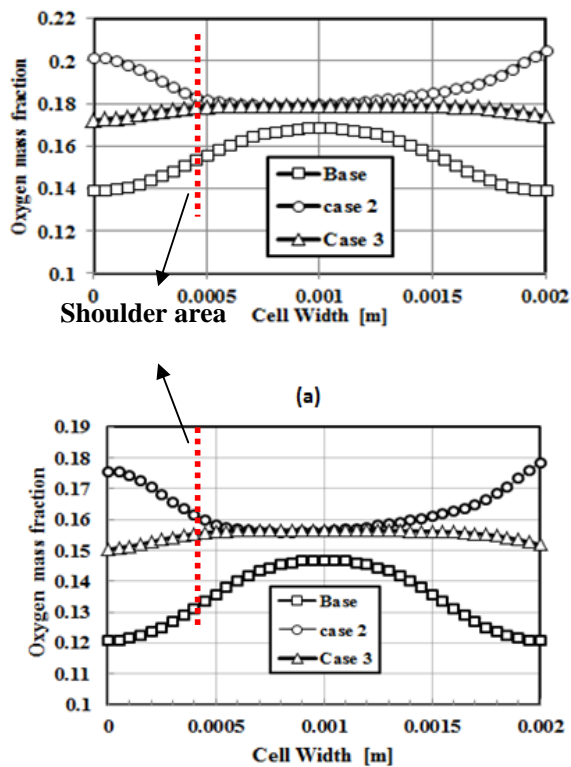 0.22
0.2
0.18
0.16
0.14
0.12
0.1
Oxygen mass fraction
Base
case 2
Case 3
0 0.0005 0.001 0.0015 0.002
Shoulder area
Cell Width [m]
(a)
0.19
0.18
0.17
0.16
0.15
0.14
0.13
0.12
0.11
0.1
Oxygen mass fraction
Base
case 2
Case 3
0 0.0005 0.001 0.0015 0.002
Cell Width [m]